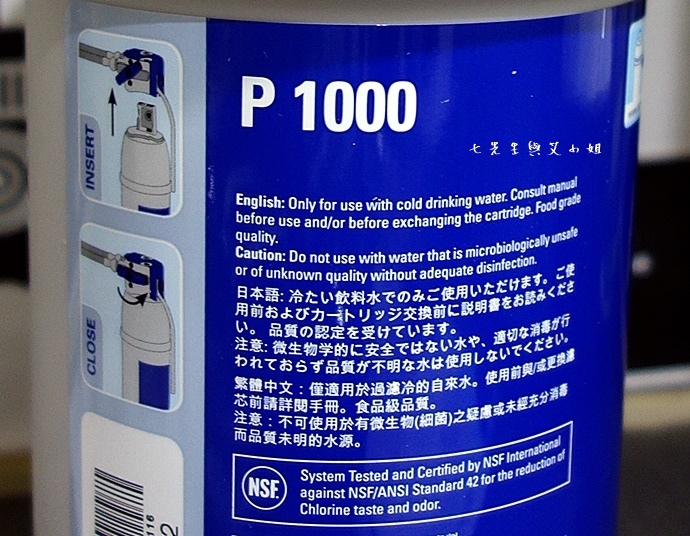 P 1000
七先生與艾小姐
INSERT
CLOSE
English: Only for use with cold drinking water. Consult manual
before use and/or before exchanging the cartridge. Food grade
quality.
Caution: Do not use with water that is microbiologically unsafe
or of unknown quality without adequate disinfection.
日本語: 冷たい飲料水でのみご使用いただけます。ご使
用前およびカートリッジ交換前に説明書をお読みくださ
い。 品質の認定を受けています。
注意: 微生物学的に安全ではない水や、適切な消毒が行
われておらず品質が不明な水は使用しないでください。
繁體中文：僅適用於過濾冷的自來水。使用前與/或更換濾
芯前請詳閱手冊。食品級品質。
注意：不可使用於有微生物(細菌)之疑慮或未經充分消毒
而品質未明的水源。
NSF.
System Tested and Certified by NSF International
against NSF/ANSI Standard 42 for the reduction of
Chlorine taste and odor.
116
2